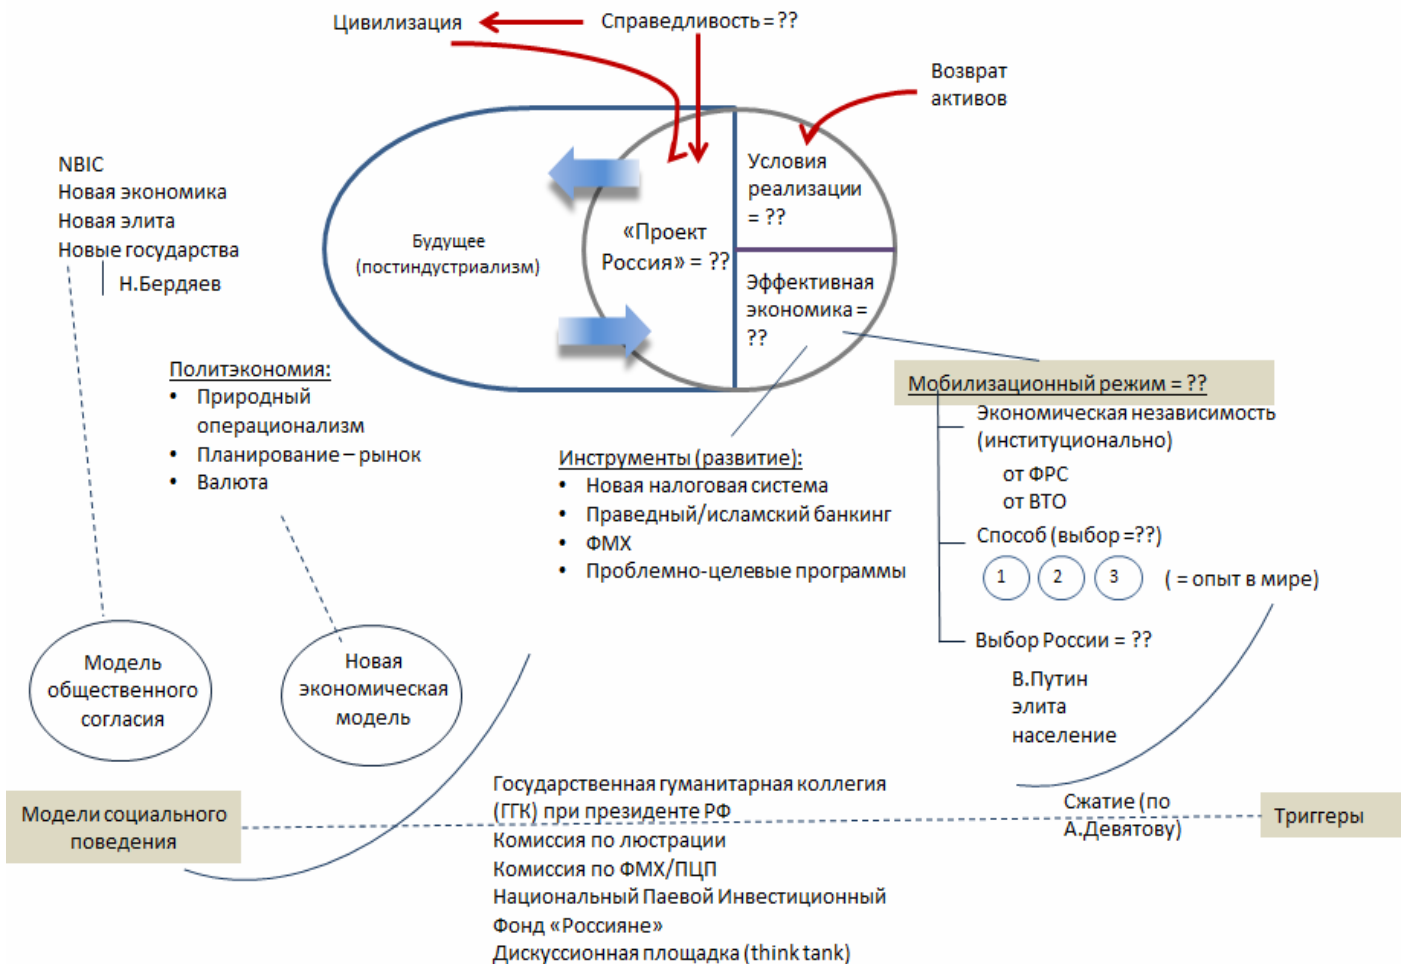 Цивилизация
Справедливость = ??
Возврат
активов
NBIC
Новая экономика
Новая элита
Новые государства
Н.Бердяев
Будущее
(постиндустриализм)
«Проект
Россия» = ??
Условия
реализации
= ??
Эффективная
экономика =
??
Политэкономия:
• Природный
операционализм
• Планирование – рынок
• Валюта
Инструменты (развитие):
• Новая налоговая система
• Праведный/исламский банкинг
• ФМХ
• Проблемно-целевые программы
Мобилизационный режим = ??
Экономическая независимость
(институционально)
от ФРС
от ВТО
Способ (выбор =??)
1 2 3 ( = опыт в мире)
Выбор России = ??
В.Путин
элита
население
Модель
общественного
согласия
Новая
экономическая
модель
Модели социального
поведения
Государственная гуманитарная коллегия
(ГГК) при президенте РФ
Комиссия по люстрации
Комиссия по ФМХ/ПЦП
Национальный Паевой Инвестиционный
Фонд «Россияне»
Дискуссионная площадка (think tank)
Сжатие (по
А.Девятову)
Триггеры